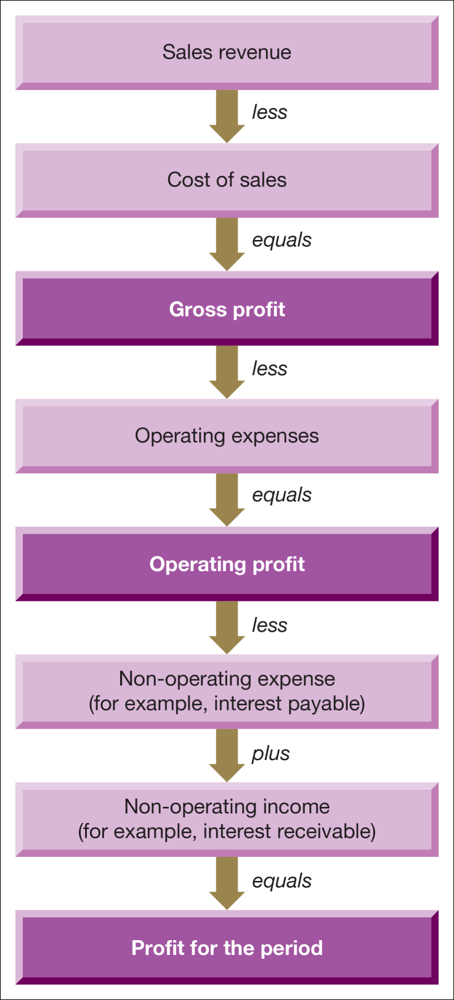 Sales revenue
less
Cost of sales
equals
Gross profit
less
Operating expenses
equals
Operating profit
less
Non-operating expense
(for example, interest payable)
plus
Non-operating income
(for example, interest receivable)
equals
Profit for the period